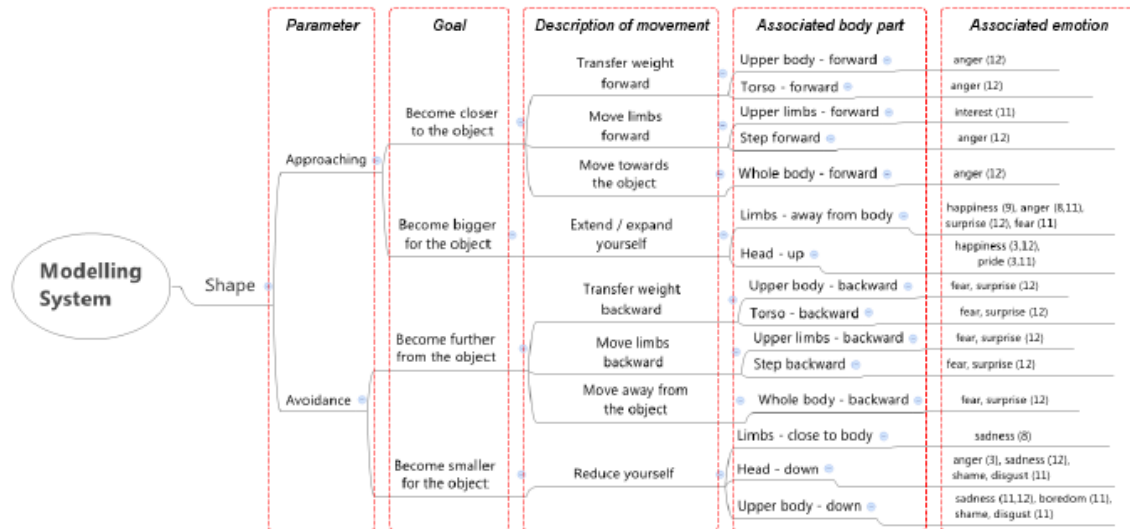 Parameter
Goal
Description of movement
Associated body part
Associated emotion
Modelling
System
Shape
Approaching
Become closer
to the object
Transfer weight
forward
Upper body - forward
anger (12)
Torso - forward
anger (12)
Move limbs
forward
Upper limbs - forward
interest (11)
Step forward
anger (12)
Move towards
the object
Whole body - forward
anger (12)
Become bigger
for the object
Extend / expand
yourself
Limbs - away from body
happiness (9), anger (8,11),
surprise (12), fear (11)
Head - up
happiness (3,12),
pride (3,11)
Avoidance
Become further
from the object
Transfer weight
backward
Upper body - backward
fear, surprise (12)
Torso - backward
fear, surprise (12)
Move limbs
backward
Upper limbs - backward
fear, surprise (12)
Step backward
fear, surprise (12)
Move away from
the object
Whole body - backward
fear, surprise (12)
Become smaller
for the object
Reduce yourself
Limbs - close to body
sadness (8)
Head - down
anger (3), sadness (12),
shame, disgust (11)
Upper body - down
sadness (11,12), boredom (11),
shame, disgust (11)